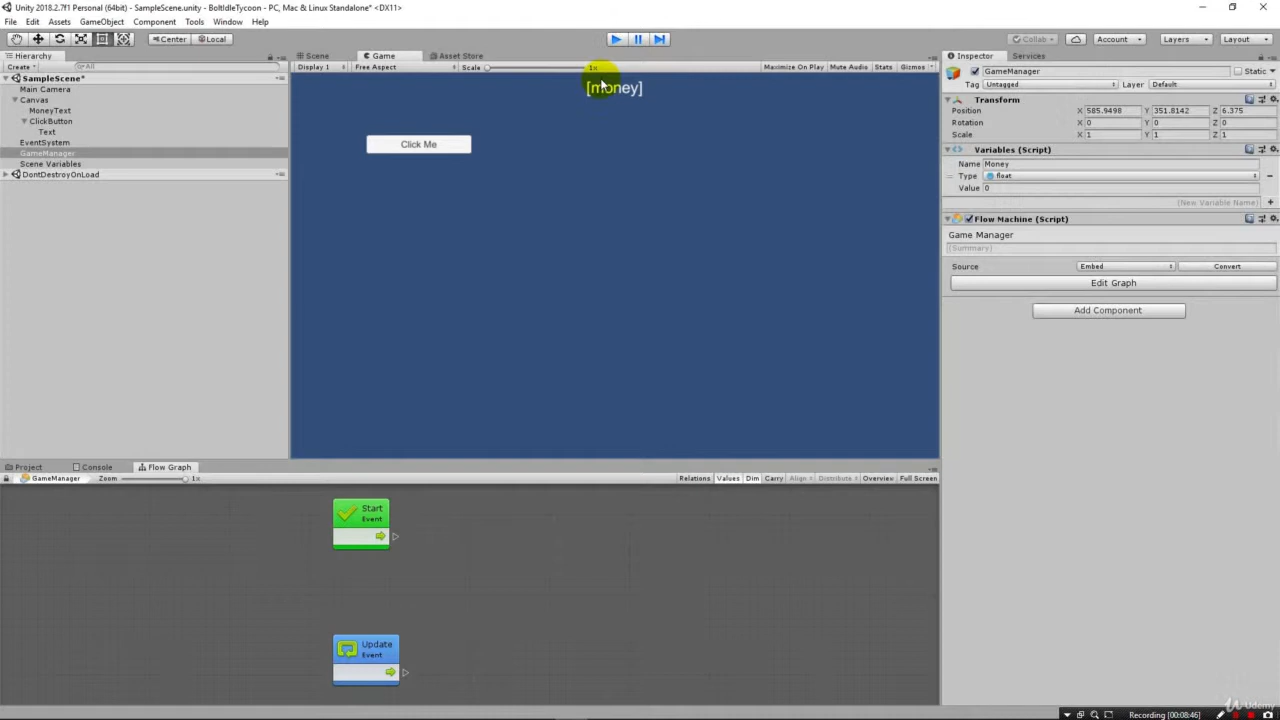 Unity 2018.2.7f1 Personal (64bit) - SampleScene.unity - BoltIdleTycoon - PC, Mac & Linux Standalone* <DX11>
File Edit Assets GameObject Component Tools Window Help
Center Local Collab Account Layers Layout
Hierarchy
Create All
SampleScene*
Main Camera
Canvas
MoneyText
ClickButton
Text
EventSystem
GameManager
Scene Variables
DontDestroyOnLoad
Scene Game Asset Store
Display 1 Free Aspect Scale 1x Maximize On Play Mute Audio Stats Gizmos
[money]
Click Me
Inspector Services
GameManager Static
Tag Untagged Layer Default
Transform
Position X 585.9498 Y 351.8142 Z 6.375
Rotation X 0 Y 0 Z 0
Scale X 1 Y 1 Z 1
Variables (Script)
Name Money
Type float
Value 0
(New Variable Name)
Flow Machine (Script)
Game Manager
(Summary)
Source Embed Convert
Edit Graph
Add Component
Project Console Flow Graph
GameManager Zoom 1x Relations Values Dim Carry Align Distribute Overview Full Screen
Start
Event
Update
Event
Udemy
Recording [00:08:46]